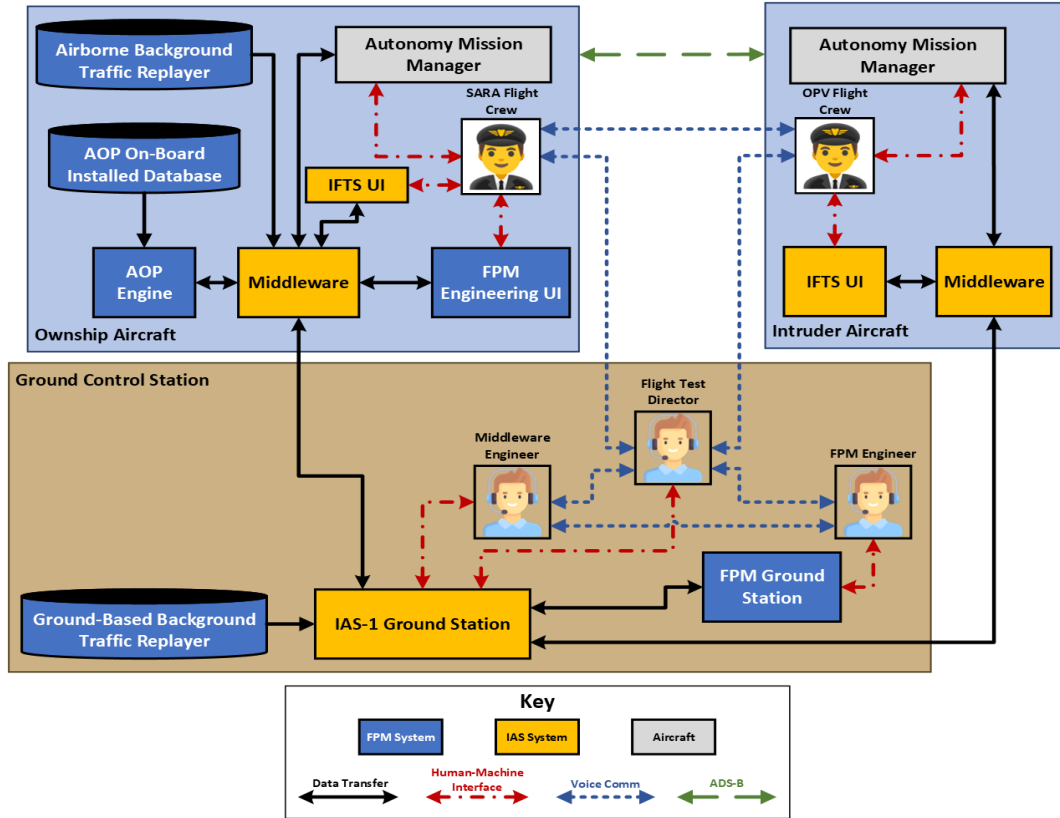 Airborne Background
Traffic Replayer
Autonomy Mission
Manager
SARA Flight
Crew
AOP On-Board
Installed Database
IFTS UI
AOP
Engine
Middleware
FPM
Engineering UI
Ownship Aircraft
Autonomy Mission
Manager
OPV Flight
Crew
IFTS UI
Middleware
Intruder Aircraft
Ground Control Station
Flight Test
Director
Middleware
Engineer
FPM Engineer
FPM Ground
Station
Ground-Based Background
Traffic Replayer
IAS-1 Ground Station
Key
FPM System
IAS System
Aircraft
Data Transfer
Human-Machine
Interface
Voice Comm
ADS-B